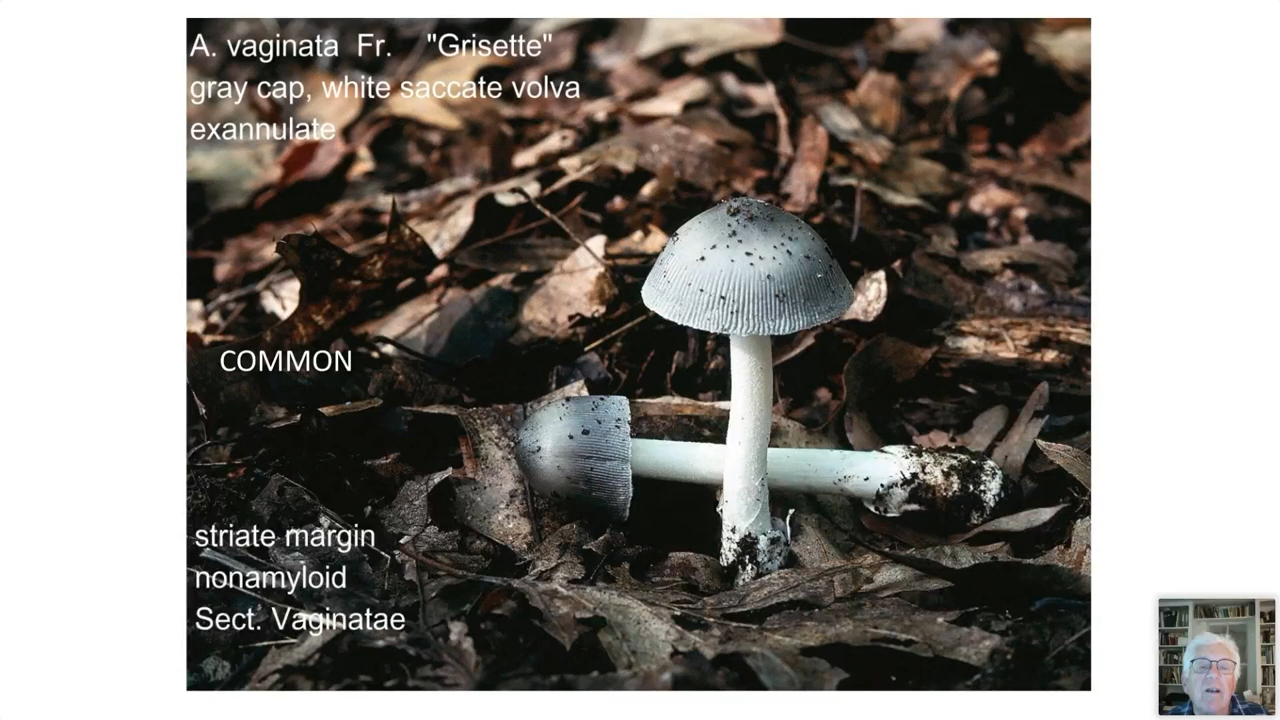 A. vaginata Fr. "Grisette"
gray cap, white saccate volva
exannulate
COMMON
striate margin
nonamyloid
Sect. Vaginatae